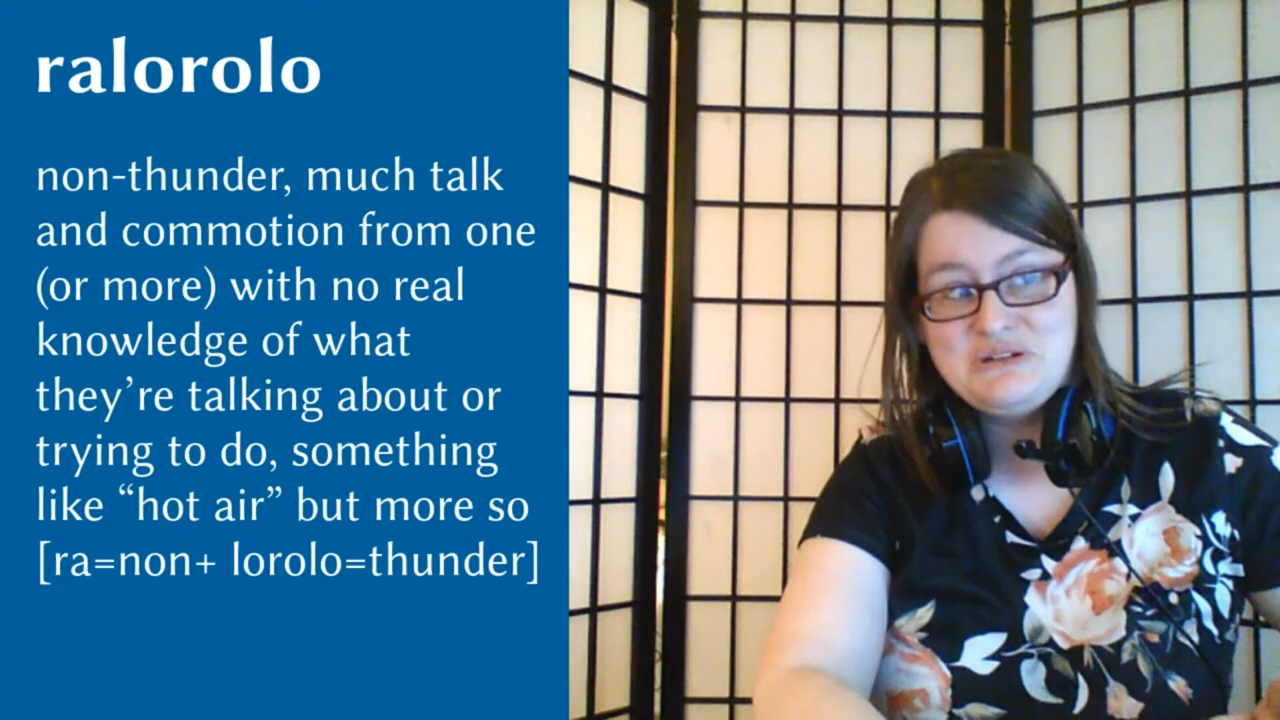 ralorolo
non-thunder, much talk
and commotion from one
(or more) with no real
knowledge of what
they’re talking about or
trying to do, something
like “hot air” but more so
[ra=non+ lorolo=thunder]